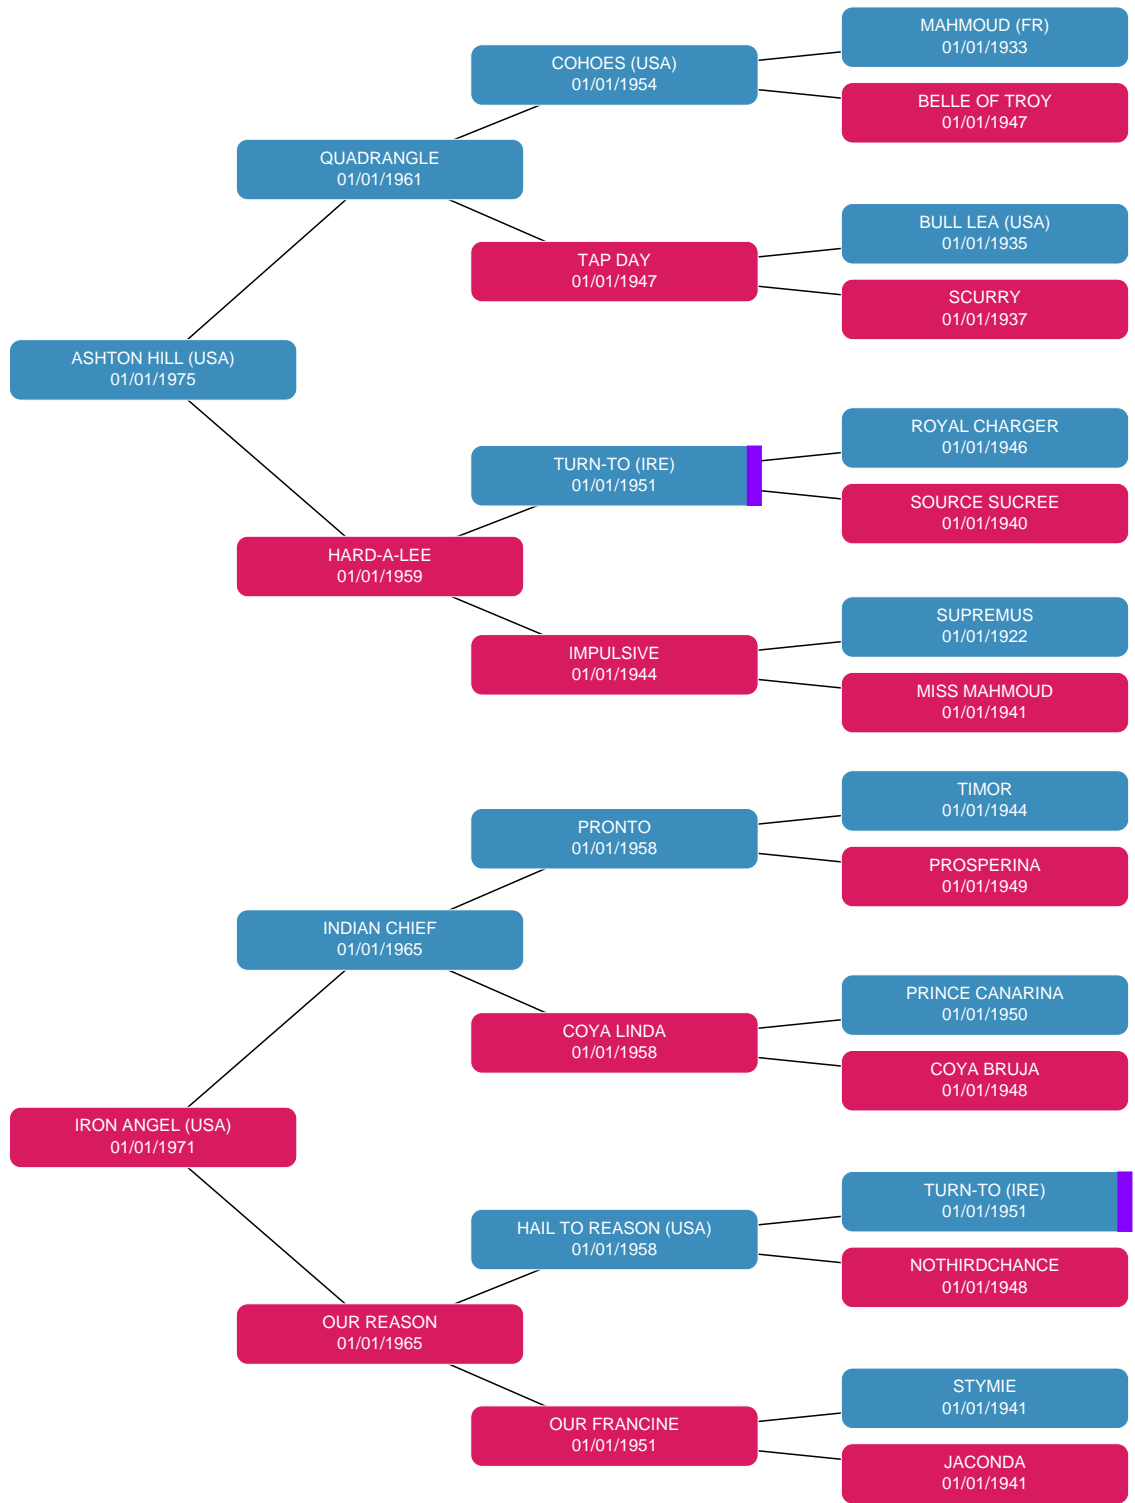 MAHMOUD (FR)
01/01/1933
COHOES (USA)
01/01/1954
BELLE OF TROY
01/01/1947
QUADRANGLE
01/01/1961
BULL LEA (USA)
01/01/1935
TAP DAY
01/01/1947
SCURRY
01/01/1937
ASHTON HILL (USA)
01/01/1975
ROYAL CHARGER
01/01/1946
TURN-TO (IRE)
01/01/1951
SOURCE SUCREE
01/01/1940
HARD-A-LEE
01/01/1959
SUPREMUS
01/01/1922
IMPULSIVE
01/01/1944
MISS MAHMOUD
01/01/1941
TIMOR
01/01/1944
PRONTO
01/01/1958
PROSPERINA
01/01/1949
INDIAN CHIEF
01/01/1965
PRINCE CANARINA
01/01/1950
COYA LINDA
01/01/1958
COYA BRUJA
01/01/1948
IRON ANGEL (USA)
01/01/1971
TURN-TO (IRE)
01/01/1951
HAIL TO REASON (USA)
01/01/1958
NOTHIRDCHANCE
01/01/1948
OUR REASON
01/01/1965
STYMIE
01/01/1941
OUR FRANCINE
01/01/1951
JACONDA
01/01/1941